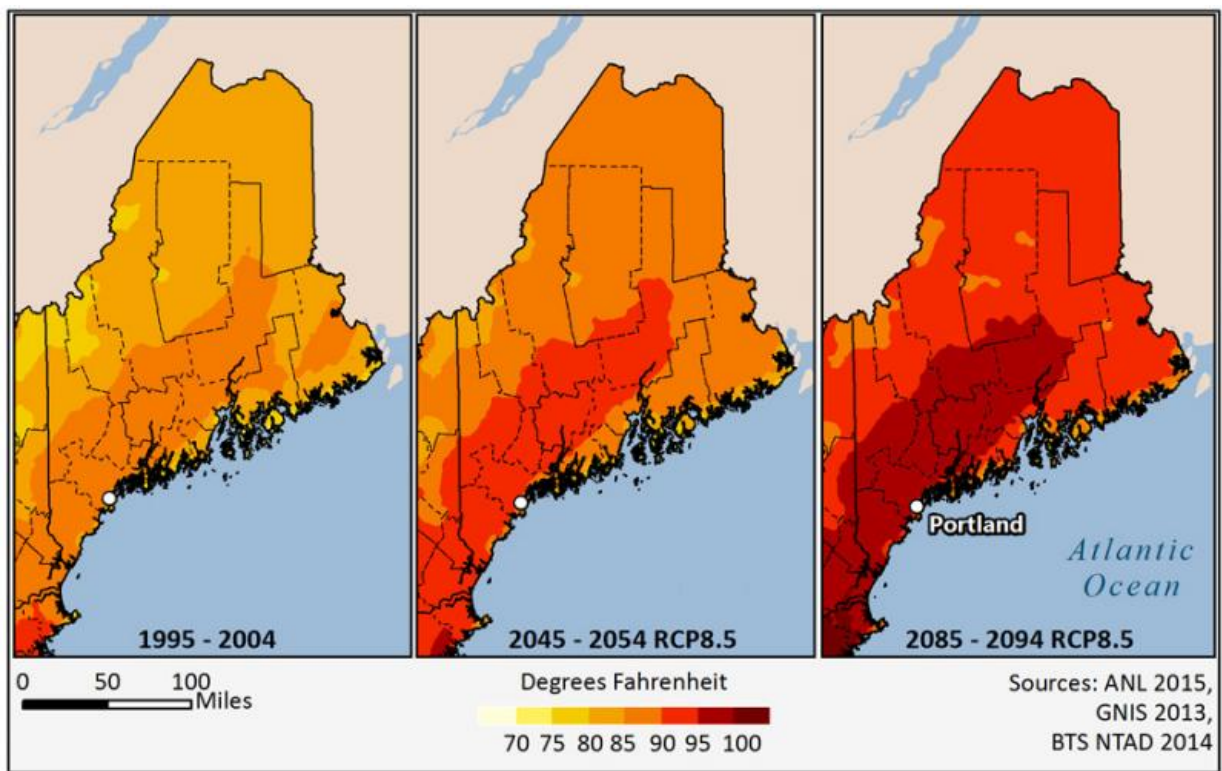 Portland
Atlantic
Ocean
1995 - 2004
2045 - 2054 RCP8.5
2085 - 2094 RCP8.5
0 50 100
Miles
Degrees Fahrenheit
70 75 80 85 90 95 100
Sources: ANL 2015,
GNIS 2013,
BTS NTAD 2014